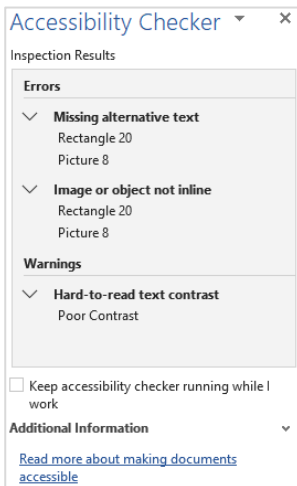 Accessibility Checker
Inspection Results
Errors
Missing alternative text
Rectangle 20
Picture 8
Image or object not inline
Rectangle 20
Picture 8
Warnings
Hard-to-read text contrast
Poor Contrast
Keep accessibility checker running while I
work
Additional Information
Read more about making documents
accessible